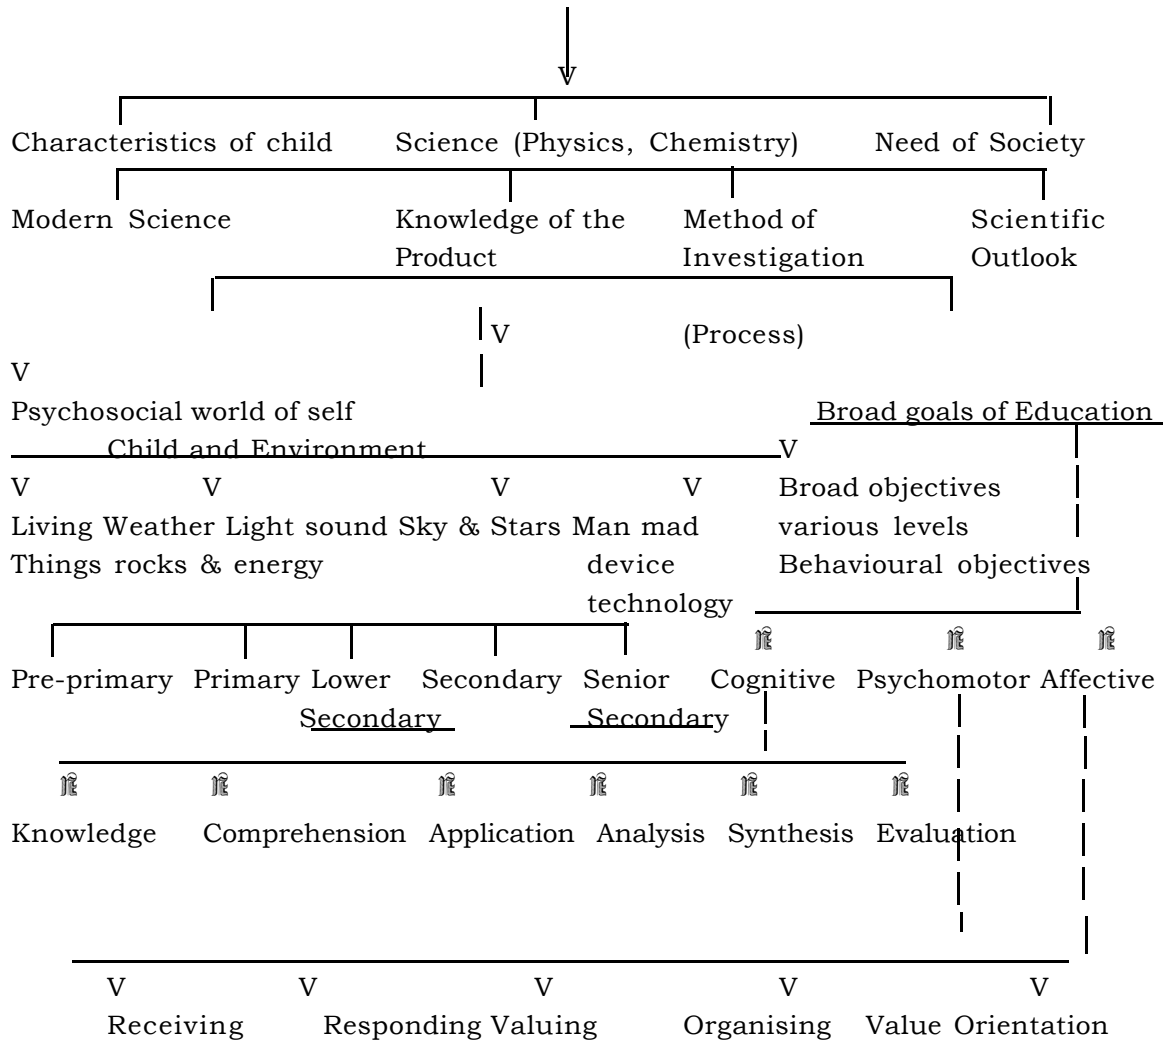 V
Characteristics of child Science (Physics, Chemistry) Need of Society
Modern Science Knowledge of the Method of Scientific
Product Investigation Outlook
V (Process)
V
Psychosocial world of self Broad goals of Education
Child and Environment V
V V V V Broad objectives
Living Weather Light sound Sky & Stars Man mad various levels
Things rocks & energy device Behavioural objectives
technology
Pre-primary Primary Lower Secondary Senior Cognitive Psychomotor Affective
Secondary Secondary
Knowledge Comprehension Application Analysis Synthesis Evaluation
V V V V V
Receiving Responding Valuing Organising Value Orientation